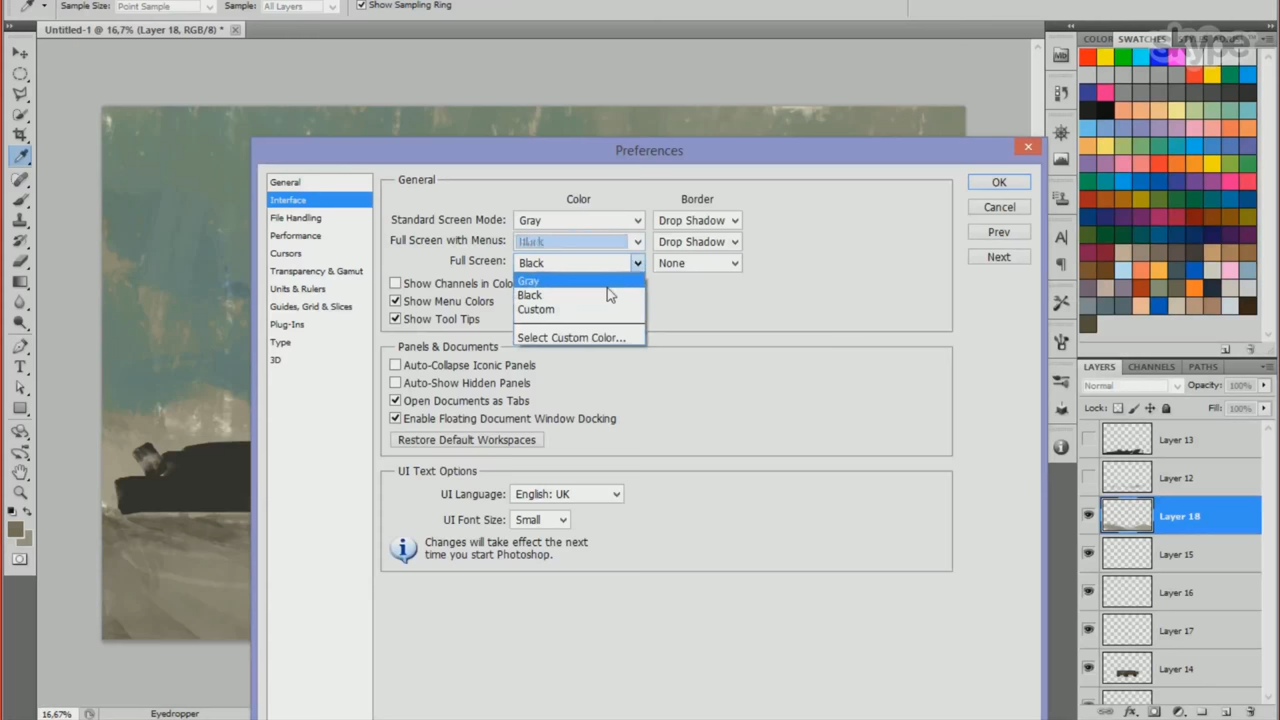 Sample Size: Point Sample Sample: All Layers Show Sampling Ring
Untitled-1 @ 16,7% (Layer 18, RGB/8) *
COLOR SWATCHES STYLES ADJUST
skype
Preferences
General
Interface
File Handling
Performance
Cursors
Transparency & Gamut
Units & Rulers
Guides, Grid & Slices
Plug-Ins
Type
3D
General
Color Border
Standard Screen Mode: Gray Drop Shadow
Full Screen with Menus: Black Drop Shadow
Full Screen: Black None
Gray
Black
Custom
Select Custom Color...
Show Channels in Colo
Show Menu Colors
Show Tool Tips
Panels & Documents
Auto-Collapse Iconic Panels
Auto-Show Hidden Panels
Open Documents as Tabs
Enable Floating Document Window Docking
Restore Default Workspaces
UI Text Options
UI Language: English: UK
UI Font Size: Small
Changes will take effect the next
time you start Photoshop.
OK
Cancel
Prev
Next
LAYERS CHANNELS PATHS
Normal Opacity: 100%
Lock: Fill: 100%
Layer 13
Layer 12
Layer 18
Layer 15
Layer 16
Layer 17
Layer 14
16,67% Eyedropper